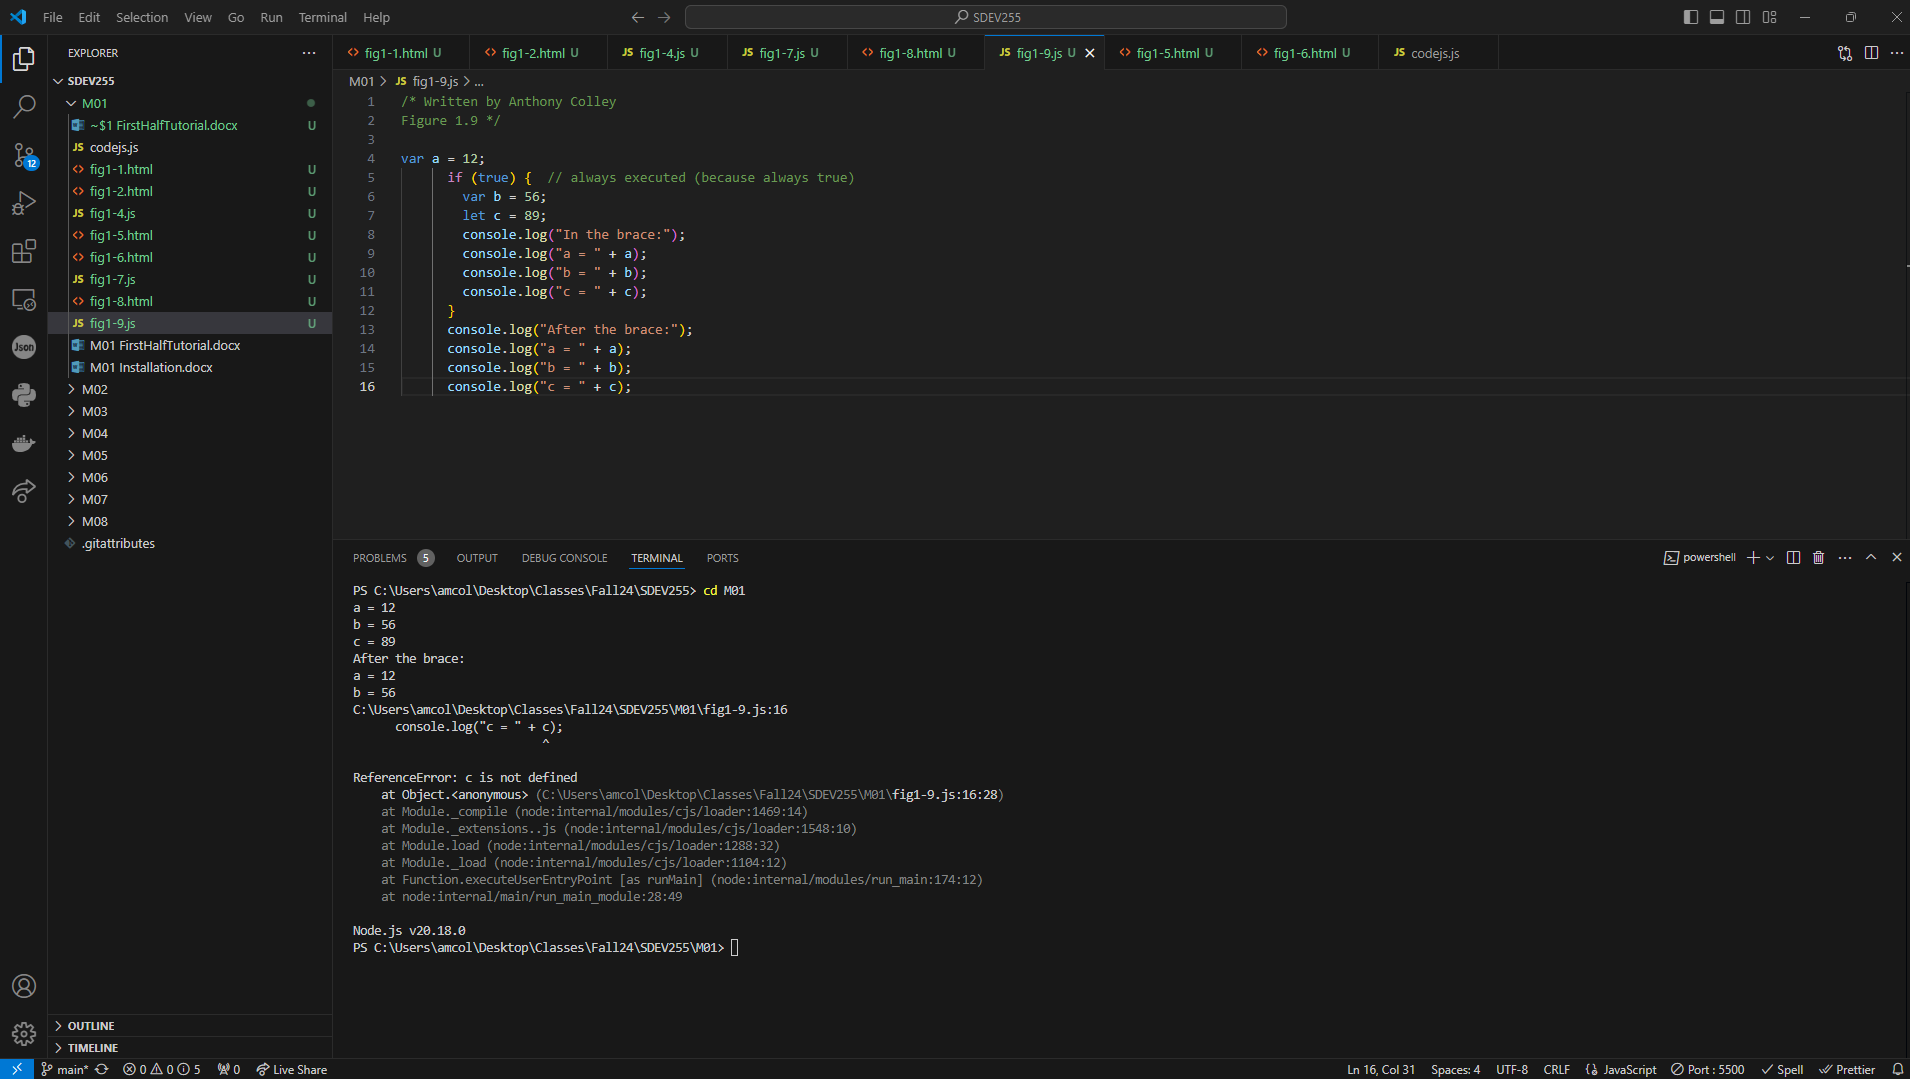 File Edit Selection View Go Run Terminal Help
SDEV255
EXPLORER
SDEV255
M01
~$1 FirstHalfTutorial.docx U
codejs.js
fig1-1.html U
fig1-2.html U
fig1-4.js U
fig1-5.html U
fig1-6.html U
fig1-7.js U
fig1-8.html U
fig1-9.js U
M01 FirstHalfTutorial.docx
M01 Installation.docx
M02
M03
M04
M05
M06
M07
M08
.gitattributes
OUTLINE
TIMELINE
12
Json
<> fig1-1.html U <> fig1-2.html U JS fig1-4.js U JS fig1-7.js U <> fig1-8.html U JS fig1-9.js U <> fig1-5.html U <> fig1-6.html U JS codejs.js
M01 > JS fig1-9.js > ...
1 /* Written by Anthony Colley
2 Figure 1.9 */
3
4 var a = 12;
5 if (true) { // always executed (because always true)
6 var b = 56;
7 let c = 89;
8 console.log("In the brace:");
9 console.log("a = " + a);
10 console.log("b = " + b);
11 console.log("c = " + c);
12 }
13 console.log("After the brace:");
14 console.log("a = " + a);
15 console.log("b = " + b);
16 console.log("c = " + c);
PROBLEMS 5 OUTPUT DEBUG CONSOLE TERMINAL PORTS
powershell
PS C:\Users\amcol\Desktop\Classes\Fall24\SDEV255> cd M01
a = 12
b = 56
c = 89
After the brace:
a = 12
b = 56
C:\Users\amcol\Desktop\Classes\Fall24\SDEV255\M01\fig1-9.js:16
console.log("c = " + c);
^
ReferenceError: c is not defined
at Object.<anonymous> (C:\Users\amcol\Desktop\Classes\Fall24\SDEV255\M01\fig1-9.js:16:28)
at Module._compile (node:internal/modules/cjs/loader:1469:14)
at Module._extensions..js (node:internal/modules/cjs/loader:1548:10)
at Module.load (node:internal/modules/cjs/loader:1288:32)
at Module._load (node:internal/modules/cjs/loader:1104:12)
at Function.executeUserEntryPoint [as runMain] (node:internal/modules/run_main:174:12)
at node:internal/main/run_main_module:28:49
Node.js v20.18.0
PS C:\Users\amcol\Desktop\Classes\Fall24\SDEV255\M01>
main* 0 0 5 0 Live Share
Ln 16, Col 31 Spaces: 4 UTF-8 CRLF {} JavaScript Port : 5500 Spell Prettier